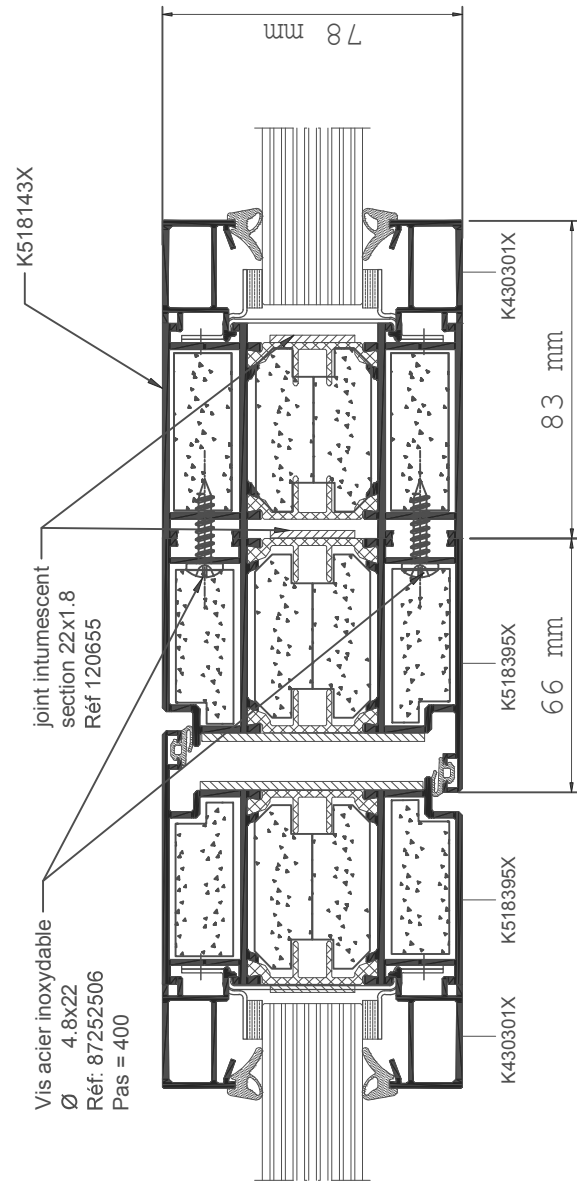 Vis acier inoxydable
Ø 4.8x22
Réf: 87252506
Pas = 400
joint intumescent
section 22x1.8
Réf 120655
K518143X
78 mm
K430301X
K518395X
K518395X
K430301X
66 mm
83 mm